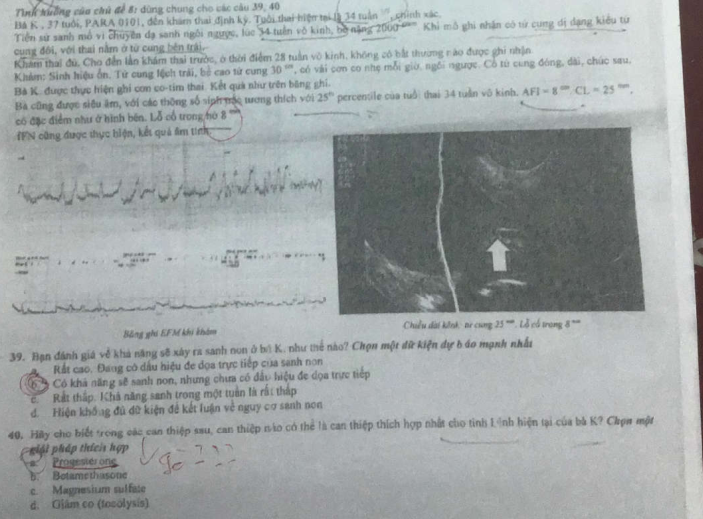 Tình huống của chủ đề 8: dùng chung cho các câu 39, 40
Bà K., 37 tuổi, PARA 0101, đến khám thai định kỳ. Tuổi thai hiện tại là 34 tuần, chính xác.
Tiền sử sanh mổ vì chuyển dạ sanh ngôi ngược, lúc 34 tuần vô kinh, bé nặng 2000 Khi mổ ghi nhận có tử cung dị dạng kiểu tử
cung đôi, với thai nằm ở tử cung bên trái.
Khám thai đủ. Cho đến lần khám thai trước, ở thời điểm 28 tuần vô kinh, không có bất thường nào được ghi nhận.
Khám: Sinh hiệu ổn. Tử cung lệch trái, bề cao tử cung 30 cm, có vài cơn co nhẹ mỗi giờ, ngôi ngược. Cổ tử cung đóng, dài, chúc sau.
Bà K. được thực hiện ghi cơn co-tim thai. Kết quả như trên băng ghi.
Bà cũng được siêu âm, với các thông số sinh trắc tương thích với 25th percentile của tuổi thai 34 tuần vô kinh. AFI = 8 cm. CL = 25 mm,
có đặc điểm như ở hình bên. Lỗ cổ trong hở 8 mm
fFN cũng được thực hiện, kết quả âm tính
Băng ghi EFM khi khám
Chiều dài kênh tử cung 25 mm. Lỗ cổ trong 8 mm
39. Bạn đánh giá về khả năng sẽ xảy ra sanh non ở bà K. như thế nào? Chọn một dữ kiện dự báo mạnh nhất
Rất cao. Đang có dấu hiệu đe dọa trực tiếp của sanh non
b. Có khả năng sẽ sanh non, nhưng chưa có dấu hiệu đe dọa trực tiếp
c. Rất thấp. Khả năng sanh trong một tuần là rất thấp
d. Hiện không đủ dữ kiện để kết luận về nguy cơ sanh non
40. Hãy cho biết trong các can thiệp sau, can thiệp nào có thể là can thiệp thích hợp nhất cho tình hình hiện tại của bà K? Chọn một
giải pháp thích hợp
a. Progesterone
b. Betamethasone
c. Magnesium sulfate
d. Giảm co (tocolysis)